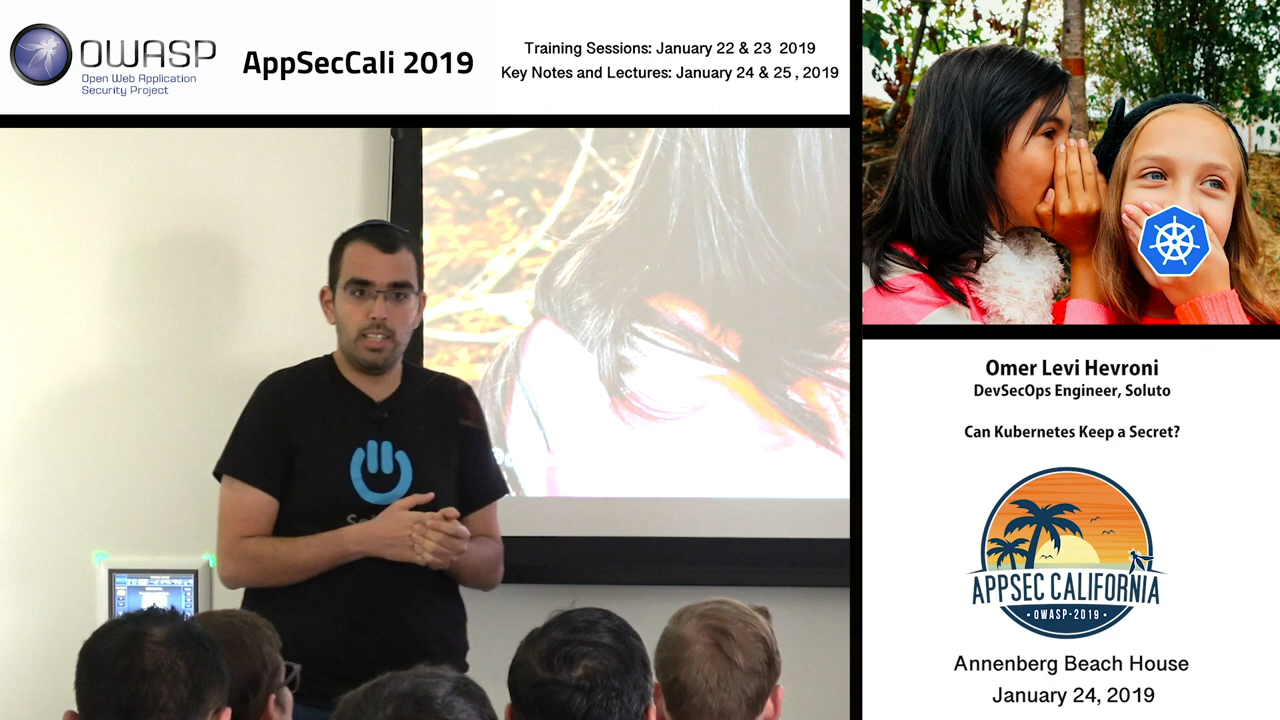 OWASP
Open Web Application
Security Project
AppSecCali 2019
Training Sessions: January 22 & 23 2019
Key Notes and Lectures: January 24 & 25 , 2019
Omer Levi Hevroni
DevSecOps Engineer, Soluto
Can Kubernetes Keep a Secret?
APPSEC CALIFORNIA
• OWASP-2019 •
Annenberg Beach House
January 24, 2019